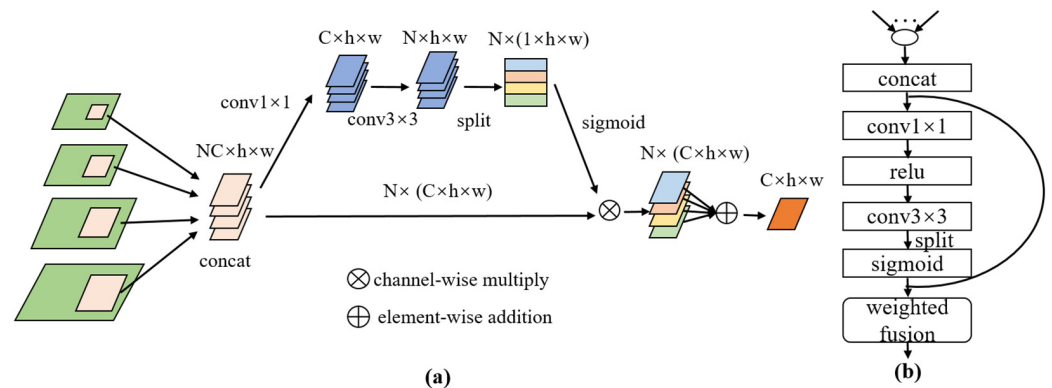 C×h×w
N×h×w
N×(1×h×w)
conv1×1
conv3×3
split
sigmoid
NC×h×w
N× (C×h×w)
N× (C×h×w)
C×h×w
concat
channel-wise multiply
element-wise addition
(a)
...
concat
conv1×1
relu
conv3×3
split
sigmoid
weighted
fusion
(b)